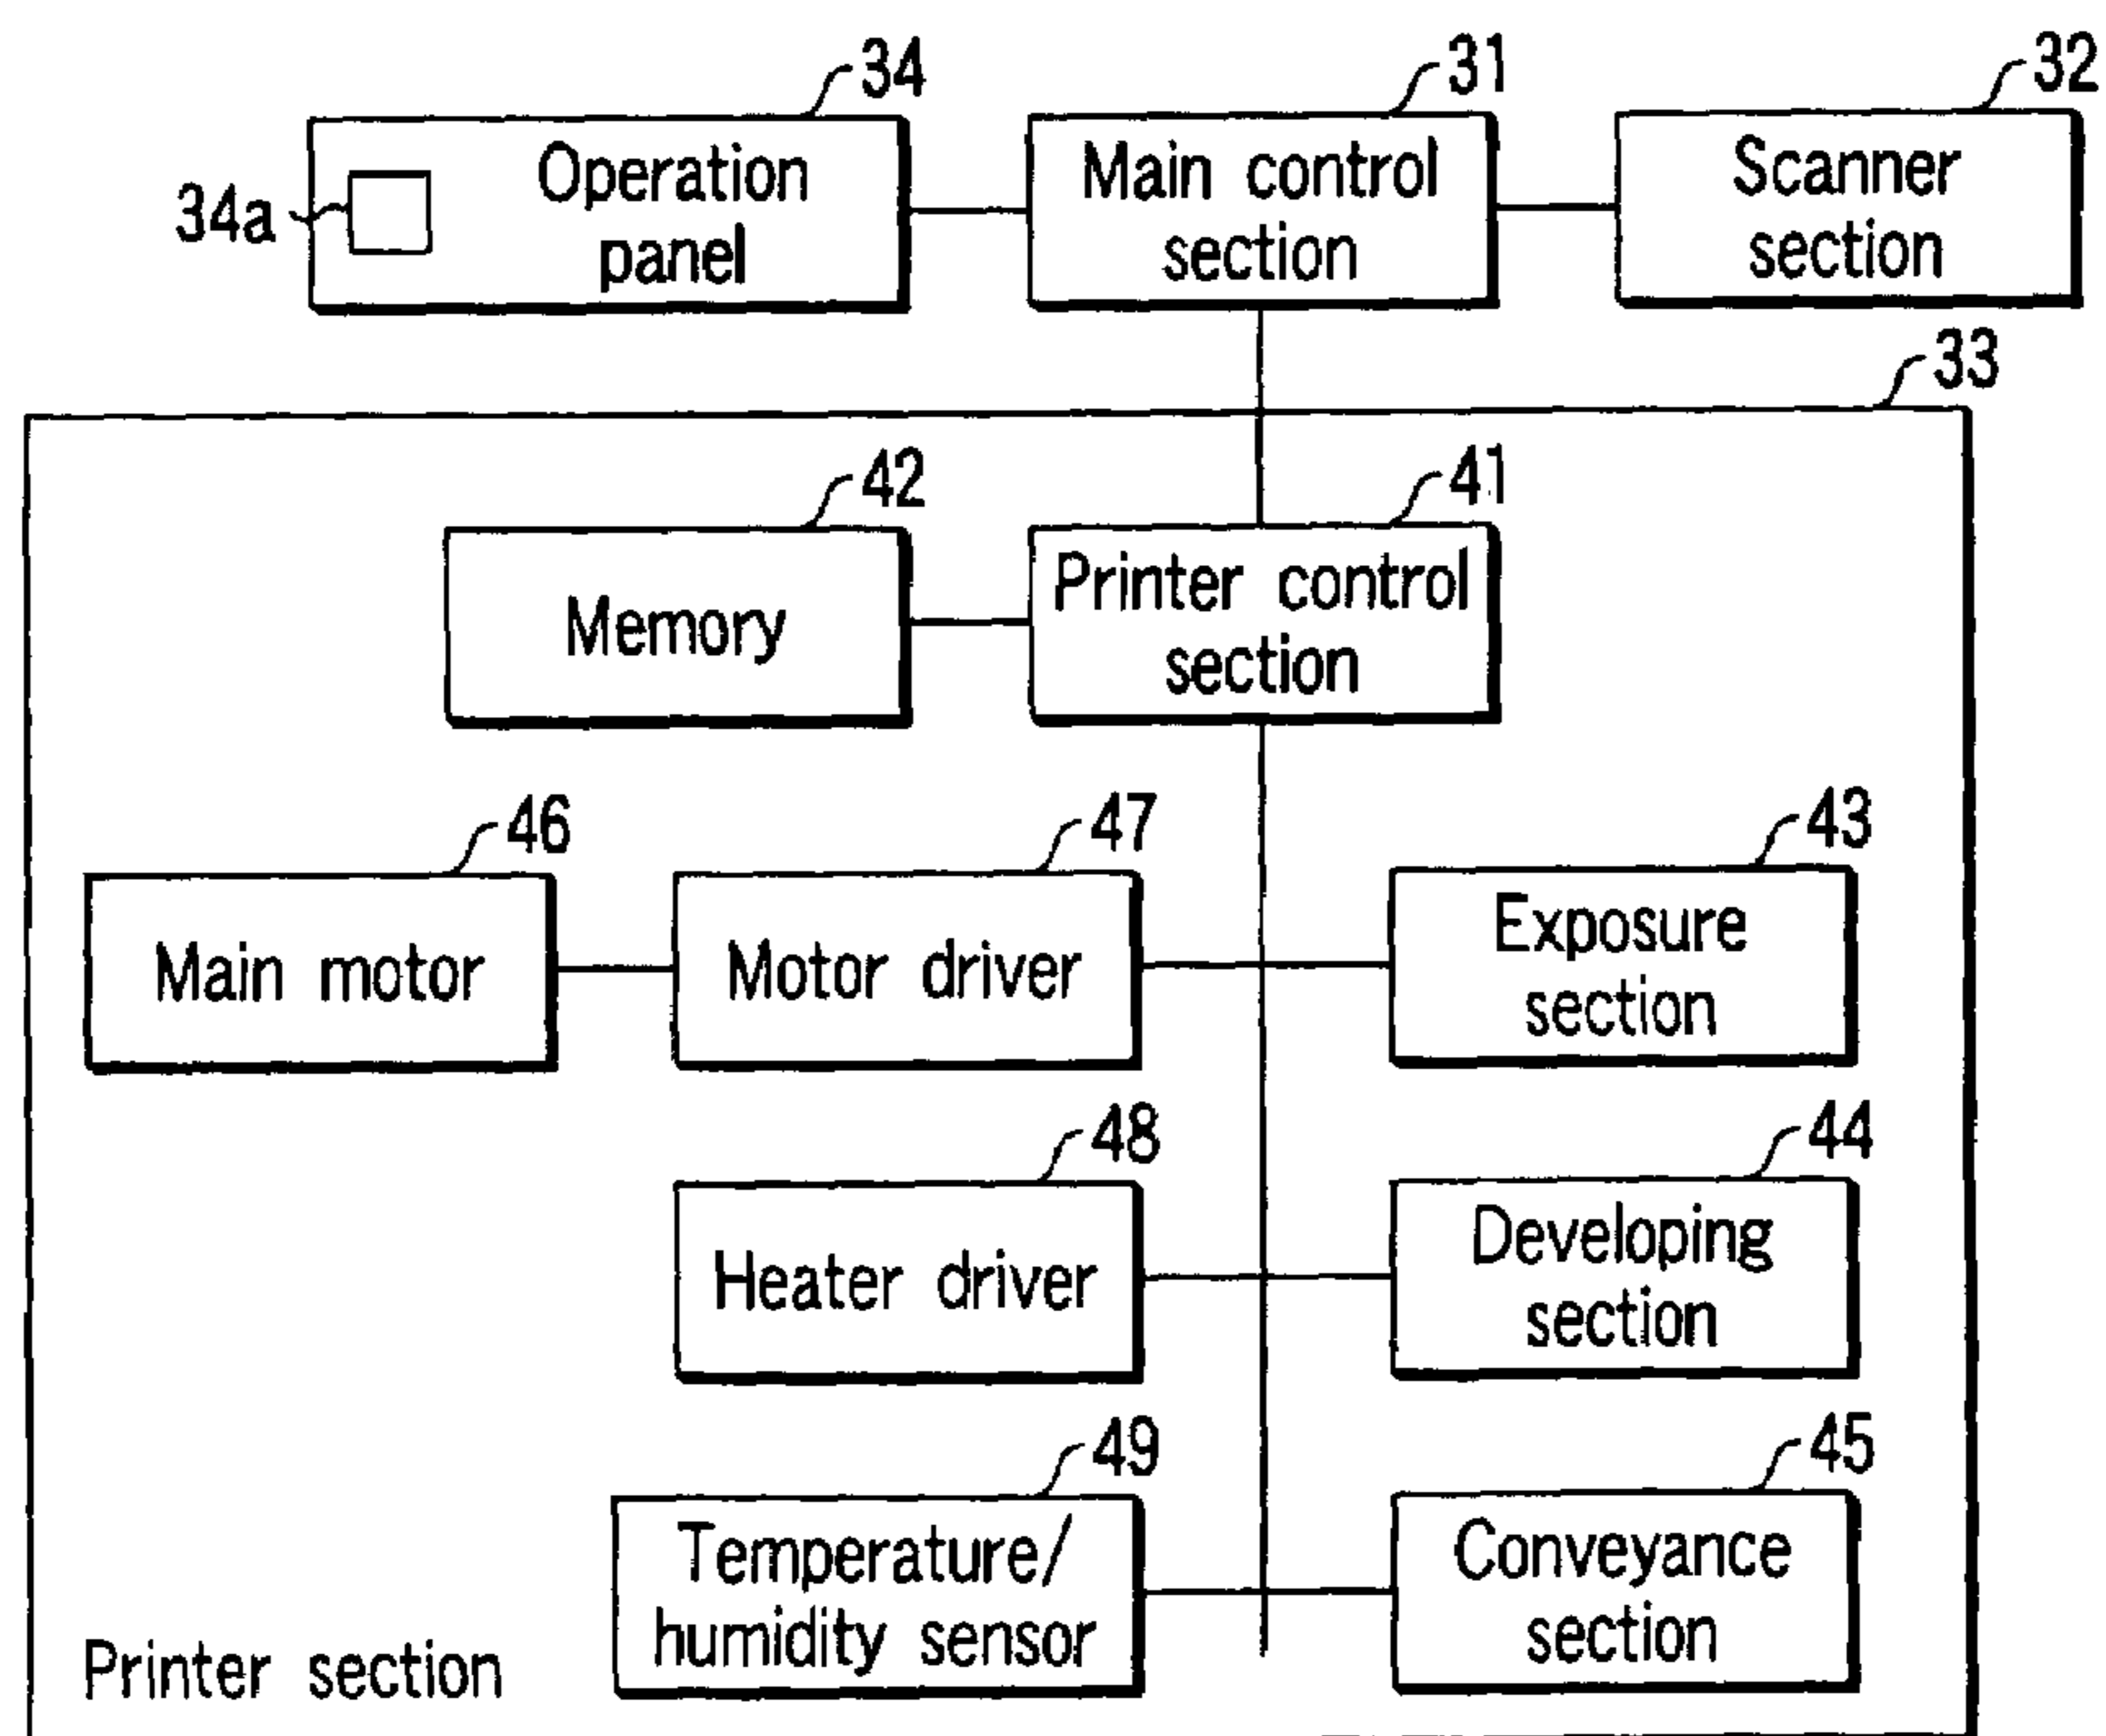 34
31
32
34a
Operation
panel
Main control
section
Scanner
section
33
42
41
Memory
Printer control
section
46
47
43
Main motor
Motor driver
Exposure
section
48
44
Heater driver
Developing
section
49
45
Temperature/
humidity sensor
Conveyance
section
Printer section